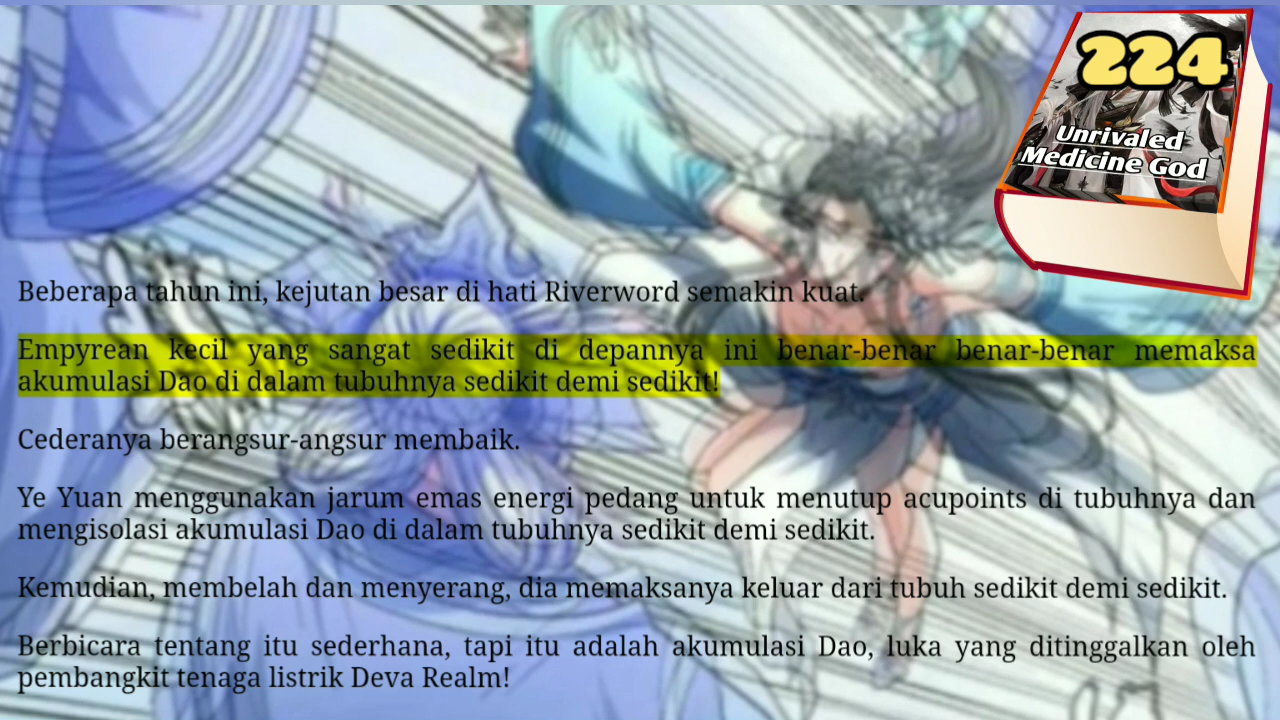 224
Unrivaled
Medicine God
Beberapa tahun ini, kejutan besar di hati Riverword semakin kuat.
Empyrean kecil yang sangat sedikit di depannya ini benar-benar benar-benar memaksa
akumulasi Dao di dalam tubuhnya sedikit demi sedikit!
Cederanya berangsur-angsur membaik.
Ye Yuan menggunakan jarum emas energi pedang untuk menutup acupoints di tubuhnya dan
mengisolasi akumulasi Dao di dalam tubuhnya sedikit demi sedikit.
Kemudian, membelah dan menyerang, dia memaksanya keluar dari tubuh sedikit demi sedikit.
Berbicara tentang itu sederhana, tapi itu adalah akumulasi Dao, luka yang ditinggalkan oleh
pembangkit tenaga listrik Deva Realm!